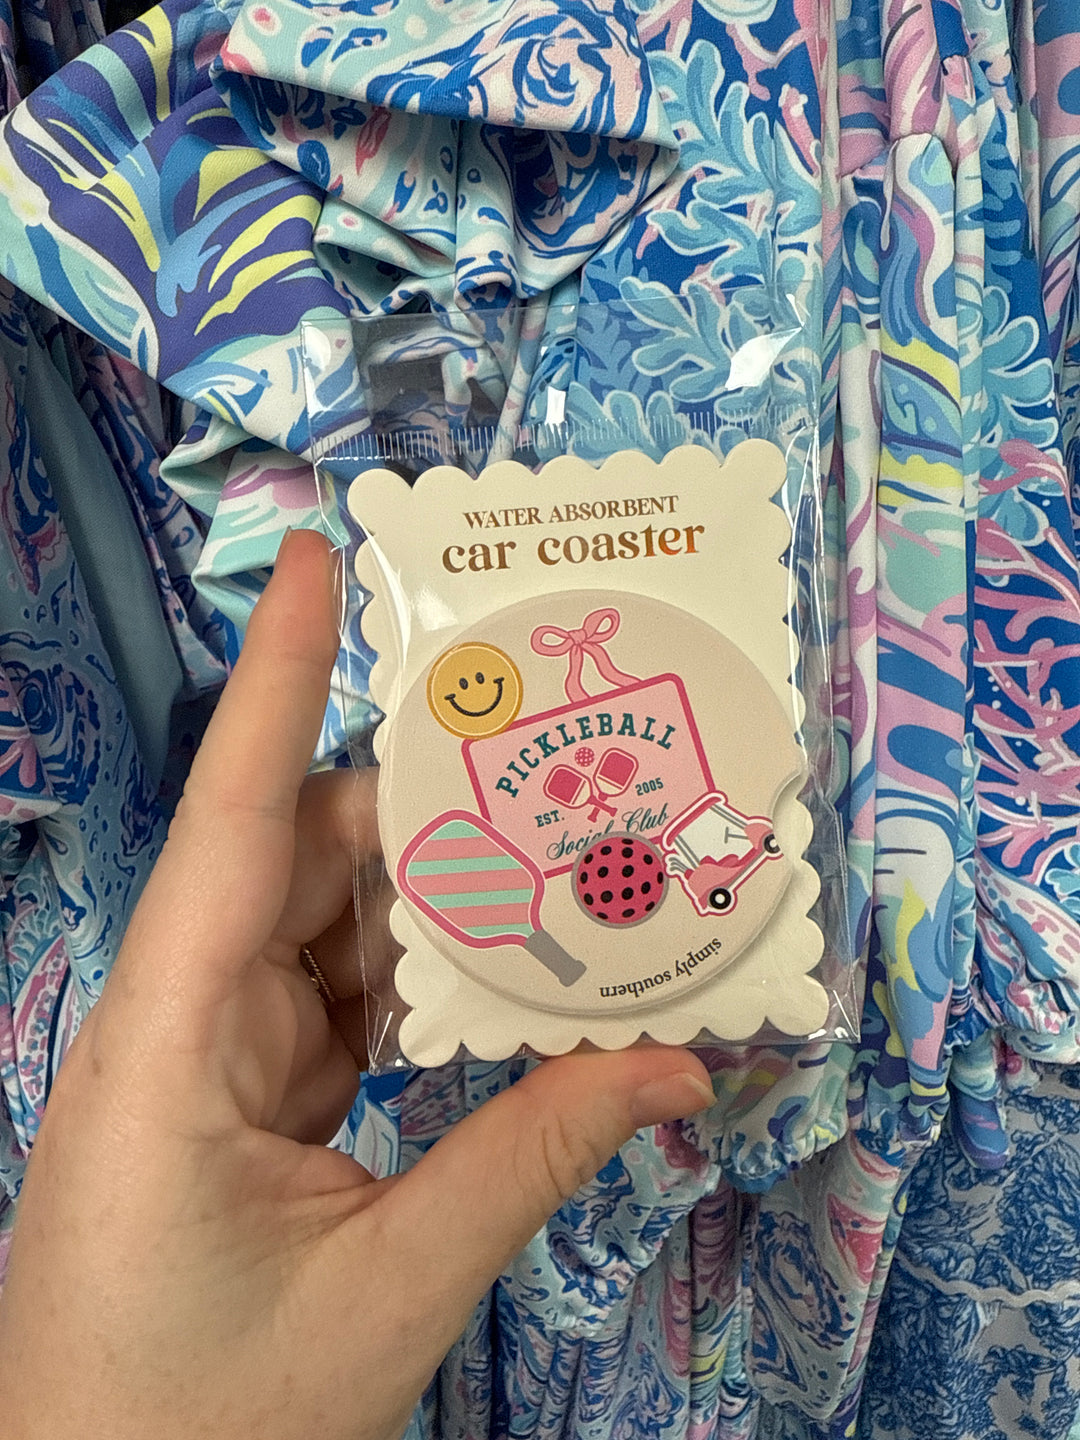 WATER ABSORBENT
car coaster
PICKLEBALL
EST. 2005
Social Club
simply southern